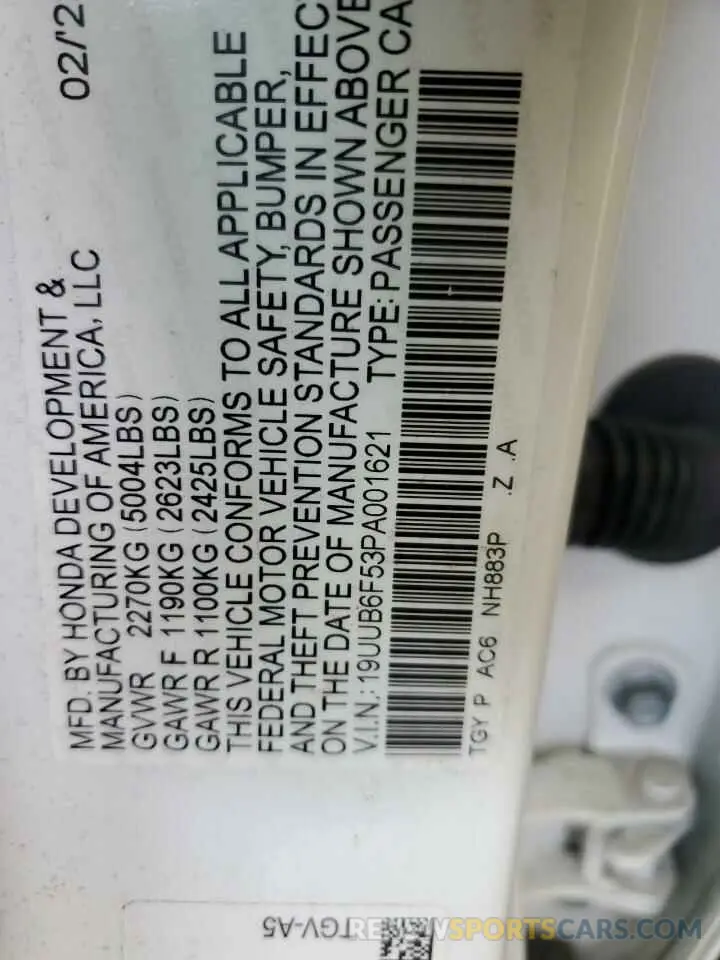 02/'2
MFD. BY HONDA DEVELOPMENT &
MANUFACTURING OF AMERICA, LLC
GVWR 2270KG (5004LBS)
GAWR F 1190KG (2623LBS)
GAWR R 1100KG (2425LBS)
THIS VEHICLE CONFORMS TO ALL APPLICABLE
FEDERAL MOTOR VEHICLE SAFETY, BUMPER,
AND THEFT PREVENTION STANDARDS IN EFFEC
ON THE DATE OF MANUFACTURE SHOWN ABOVE
V.I.N.: 19UUB6F53PA001621 TYPE: PASSENGER CA
TGY P AC6 NH883P .Z .A
TGV-A5
REVIEWSPORTSCARS.COM